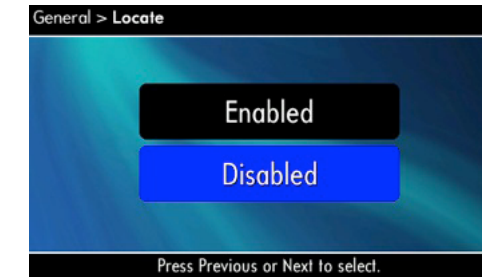 General > Locate
Enabled
Disabled
Press Previous or Next to select.